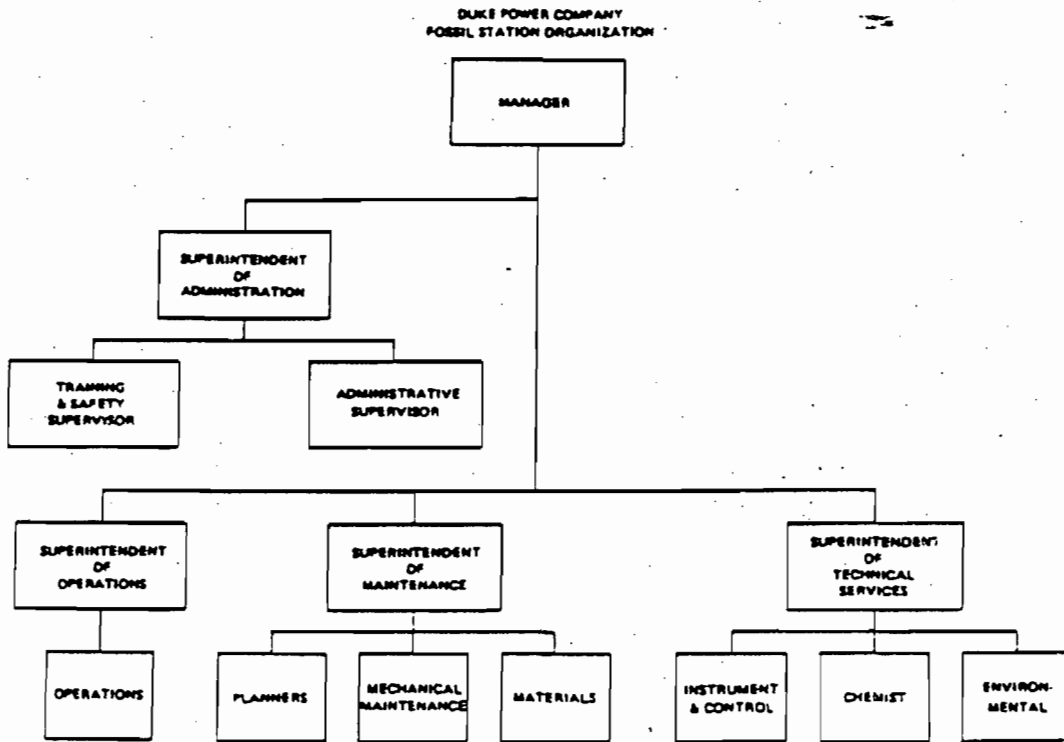 DUKE POWER COMPANY
FOSSIL STATION ORGANIZATION
MANAGER
SUPERINTENDENT
OF
ADMINISTRATION
TRAINING
& SAFETY
SUPERVISOR
ADMINISTRATIVE
SUPERVISOR
SUPERINTENDENT
OF
OPERATIONS
SUPERINTENDENT
OF
MAINTENANCE
SUPERINTENDENT
OF
TECHNICAL
SERVICES
OPERATIONS
PLANNERS
MECHANICAL
MAINTENANCE
MATERIALS
INSTRUMENT
& CONTROL
CHEMIST
ENVIRON-
MENTAL